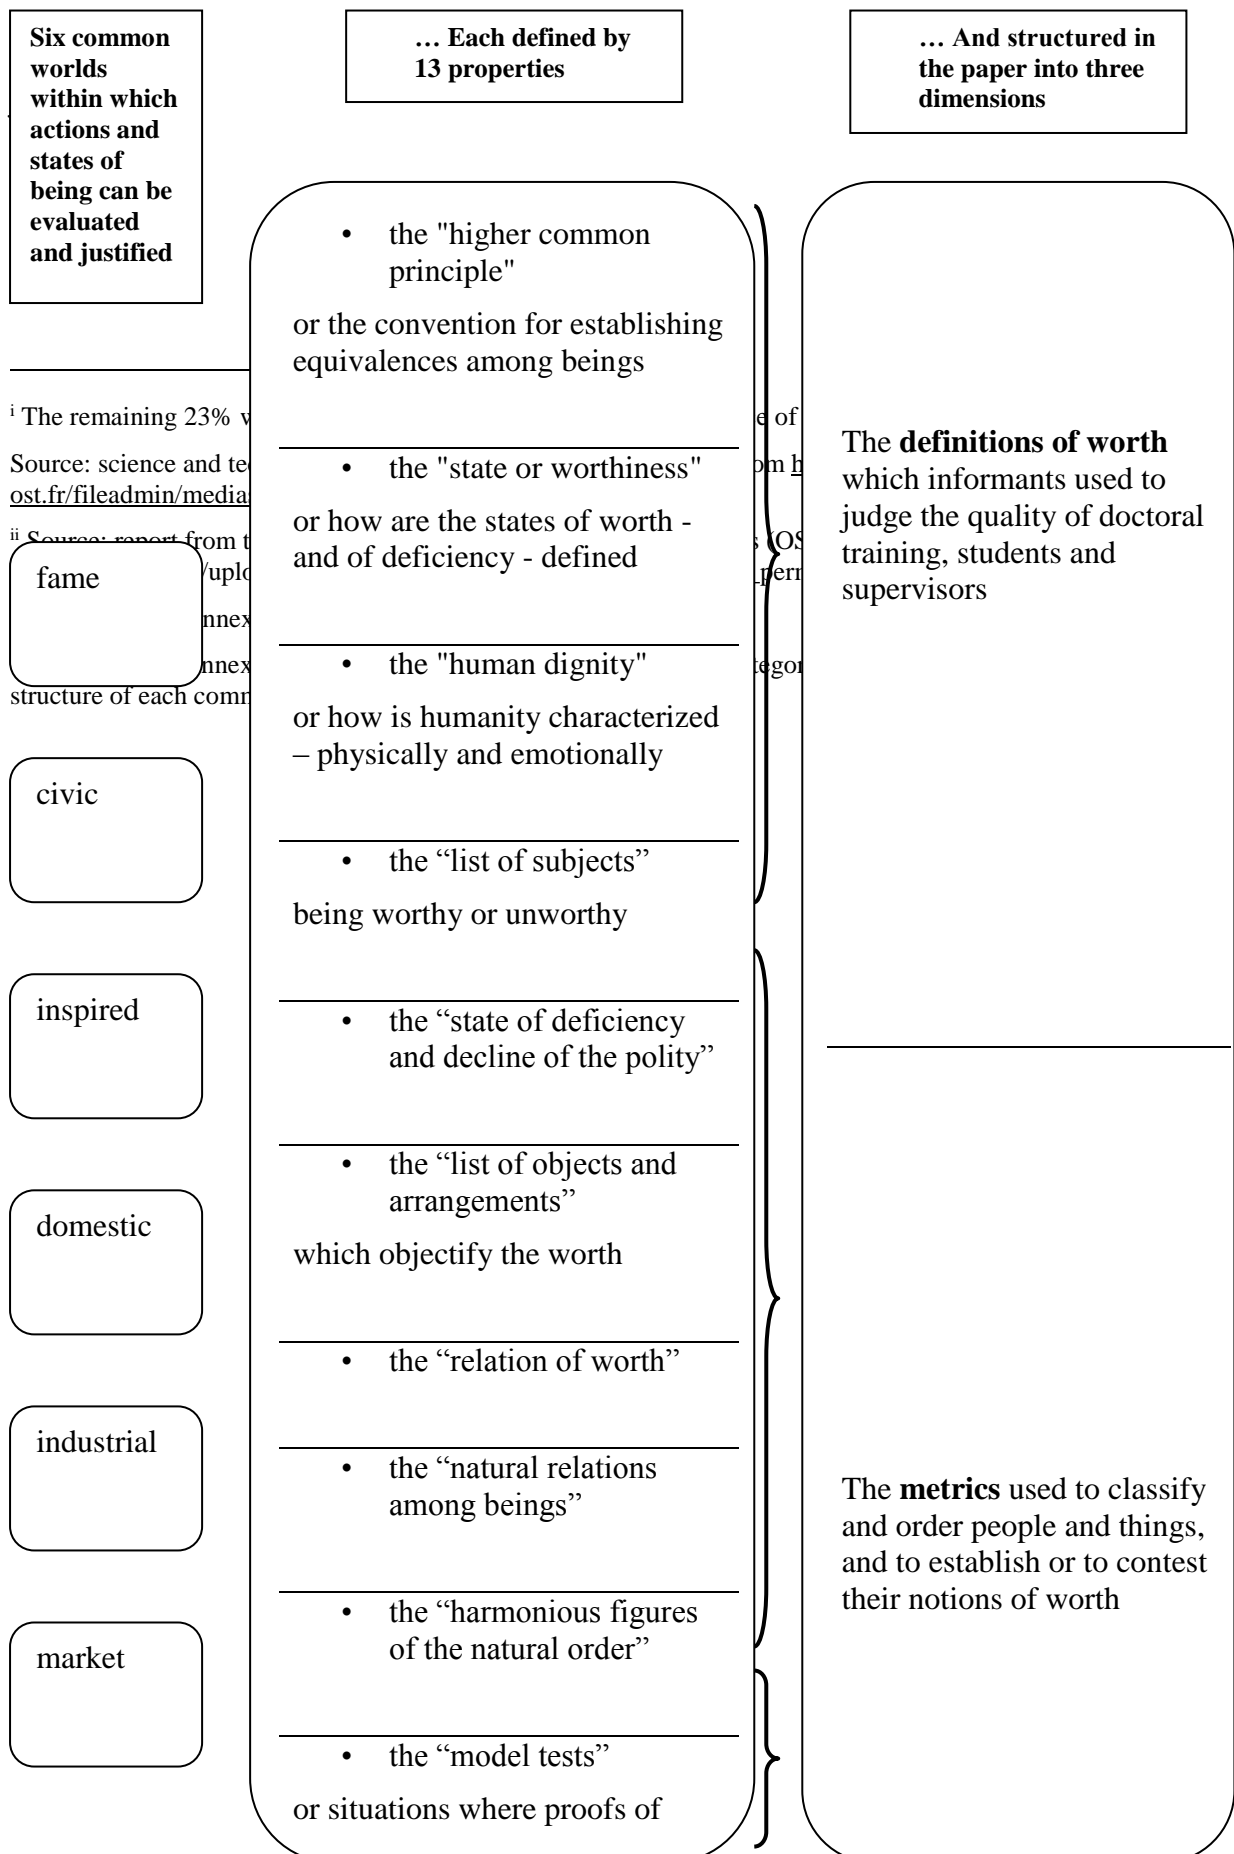 Six common
worlds
within which
actions and
states of
being can be
evaluated
and justified
… Each defined by
13 properties
… And structured in
the paper into three
dimensions
• the "higher common
principle"
or the convention for establishing
equivalences among beings
• the "state or worthiness"
or how are the states of worth -
and of deficiency - defined
• the "human dignity"
or how is humanity characterized
– physically and emotionally
• the “list of subjects”
being worthy or unworthy
• the “state of deficiency
and decline of the polity”
• the “list of objects and
arrangements”
which objectify the worth
• the “relation of worth”
• the “natural relations
among beings”
• the “harmonious figures
of the natural order”
• the “model tests”
or situations where proofs of
The definitions of worth
which informants used to
judge the quality of doctoral
training, students and
supervisors
The metrics used to classify
and order people and things,
and to establish or to contest
their notions of worth
i The remaining 23% of
Source: science and
ost.fr/fileadmin/medias
ii Source: report from
structure of each
fame
civic
inspired
domestic
industrial
market